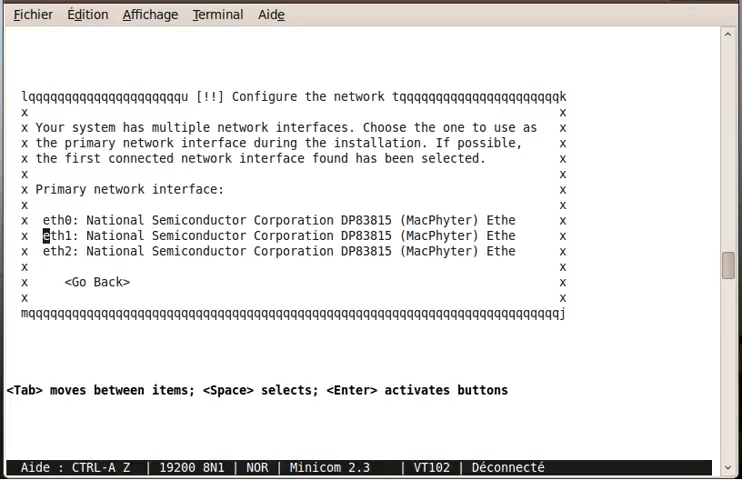 Fichier Édition Affichage Terminal Aide
lqqqqqqqqqqqqqqqqqqqqqu [!!] Configure the network tqqqqqqqqqqqqqqqqqqqqqqk
x x
x Your system has multiple network interfaces. Choose the one to use as x
x the primary network interface during the installation. If possible, x
x the first connected network interface found has been selected. x
x x
x Primary network interface: x
x x
x eth0: National Semiconductor Corporation DP83815 (MacPhyter) Ethe x
x eth1: National Semiconductor Corporation DP83815 (MacPhyter) Ethe x
x eth2: National Semiconductor Corporation DP83815 (MacPhyter) Ethe x
x x
x <Go Back> x
x x
mqqqqqqqqqqqqqqqqqqqqqqqqqqqqqqqqqqqqqqqqqqqqqqqqqqqqqqqqqqqqqqqqqqqqqqqqqj
<Tab> moves between items; <Space> selects; <Enter> activates buttons
Aide : CTRL-A Z | 19200 8N1 | NOR | Minicom 2.3 | VT102 | Déconnecté